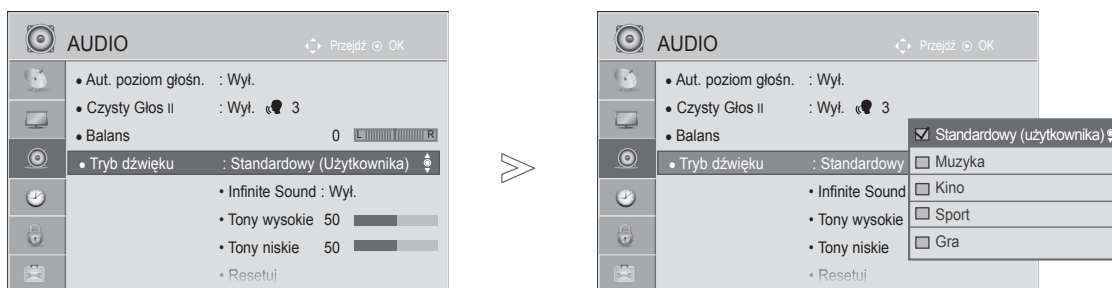 AUDIO
Przejdź OK
• Aut. poziom głośn. : Wył.
• Czysty Głos II : Wył. 3
• Balans 0 L R
• Tryb dźwięku : Standardowy (Użytkownika)
• Infinite Sound : Wył.
• Tony wysokie 50
• Tony niskie 50
• Resetuj
AUDIO
Przejdź OK
• Aut. poziom głośn. : Wył.
• Czysty Głos II : Wył. 3
• Balans
• Tryb dźwięku : Standardowy
• Infinite Sound
• Tony wysokie
• Tony niskie
• Resetuj
Standardowy (użytkownika)
Muzyka
Kino
Sport
Gra